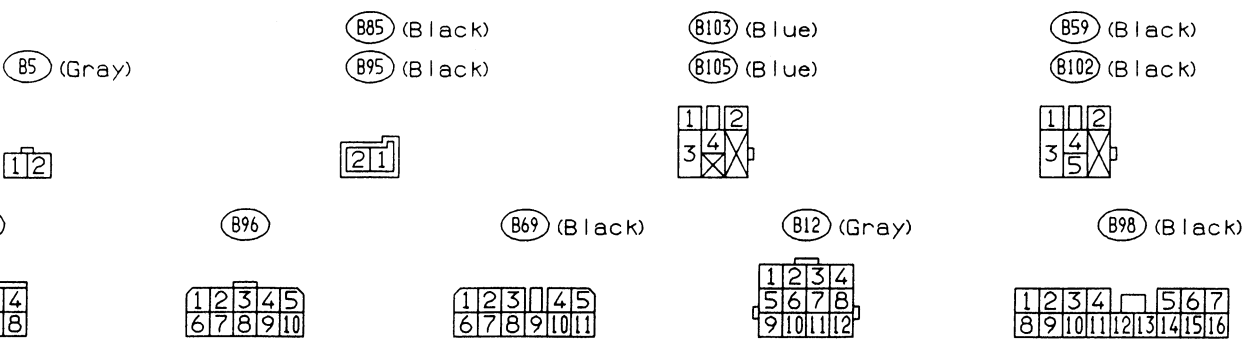 B85 (Black) B103 (Blue) B59 (Black)
B5 (Gray) B95 (Black) B105 (Blue) B102 (Black)
1 2 1 2
1 2 2 1 3 4 3 4
5
B96 B69 (Black) B12 (Gray) B98 (Black)
1 2 3 4
4 1 2 3 4 5 1 2 3 4 5 5 6 7 8 1 2 3 4 5 6 7
8 6 7 8 9 10 6 7 8 9 10 11 9 10 11 12 8 9 10 11 12 13 14 15 16